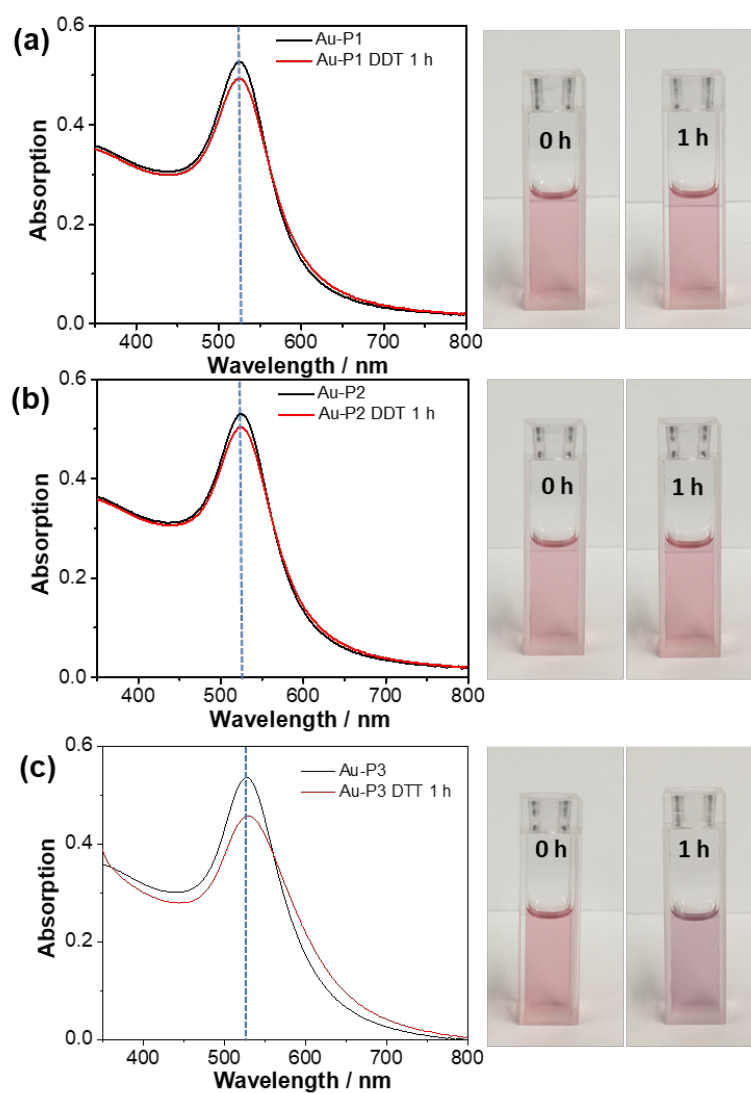 (a)
Au-P1
Au-P1 DDT 1 h
0.6
0.4
0.2
0.0
Absorption
400 500 600 700 800
Wavelength / nm
0 h
1 h
(b)
Au-P2
Au-P2 DDT 1 h
0.6
0.4
0.2
0.0
Absorption
400 500 600 700 800
Wavelength / nm
0 h
1 h
(c)
Au-P3
Au-P3 DTT 1 h
0.6
0.4
0.2
0.0
Absorption
400 500 600 700 800
Wavelength / nm
0 h
1 h